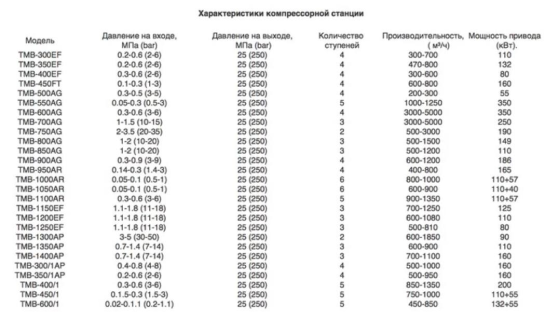 Характеристики компрессорной станции
Модель Давление на входе, МПа (bar) Давление на выходе, МПа (bar) Количество ступеней Производительность, ( м³/ч) Мощность привода (кВт).
TMB-300EF 0.2-0.6 (2-6) 25 (250) 4 300-700 110
TMB-350EF 0.2-0.6 (2-6) 25 (250) 4 470-800 132
TMB-400EF 0.3-0.6 (2-6) 25 (250) 4 300-600 80
TMB-450FT 0.1-0.3 (1-3) 25 (250) 4 600-800 160
TMB-500AG 0.3-0.5 (3-5) 25 (250) 4 200-300 55
TMB-550AG 0.05-0.3 (0.5-3) 25 (250) 5 1000-1250 350
TMB-600AG 0.3-0.6 (3-6) 25 (250) 4 3000-5000 350
TMB-700AG 1-1.5 (10-15) 25 (250) 3 3000-5000 250
TMB-750AG 2-3.5 (20-35) 25 (250) 2 500-3000 190
TMB-800AG 1-2 (10-20) 25 (250) 3 500-1500 149
TMB-850AG 1-2 (10-20) 25 (250) 3 500-1200 110
TMB-900AG 0.3-0.9 (3-9) 25 (250) 4 600-1200 186
TMB-950AR 0.14-0.3 (1.4-3) 25 (250) 4 400-800 165
TMB-1000AR 0.05-0.1 (0.5-1) 25 (250) 6 800-1000 110+57
TMB-1050AR 0.05-0.1 (0.5-1) 25 (250) 6 600-900 110+40
TMB-1100AR 0.3-0.6 (3-6) 25 (250) 5 900-1350 110+57
TMB-1150EF 1.1-1.8 (11-18) 25 (250) 3 700-1250 125
TMB-1200EF 1.1-1.8 (11-18) 25 (250) 3 600-1080 110
TMB-1250EF 1.1-1.8 (11-18) 25 (250) 3 500-810 80
TMB-1300AP 3-5 (30-50) 25 (250) 2 600-1850 90
TMB-1350AP 0.7-1.4 (7-14) 25 (250) 3 600-900 110
TMB-1400AP 0.7-1.4 (7-14) 25 (250) 3 700-1100 160
TMB-300/1AP 0.4-0.8 (4-8) 25 (250) 4 500-1000 160
TMB-350/1AP 0.2-0.6 (2-6) 25 (250) 4 500-950 160
TMB-400/1 0.3-0.6 (3-6) 25 (250) 5 850-1350 200
TMB-450/1 0.15-0.3 (1.5-3) 25 (250) 5 750-1000 110+55
TMB-600/1 0.02-0.1.1 (0.2-1.1) 25 (250) 5 450-850 132+55